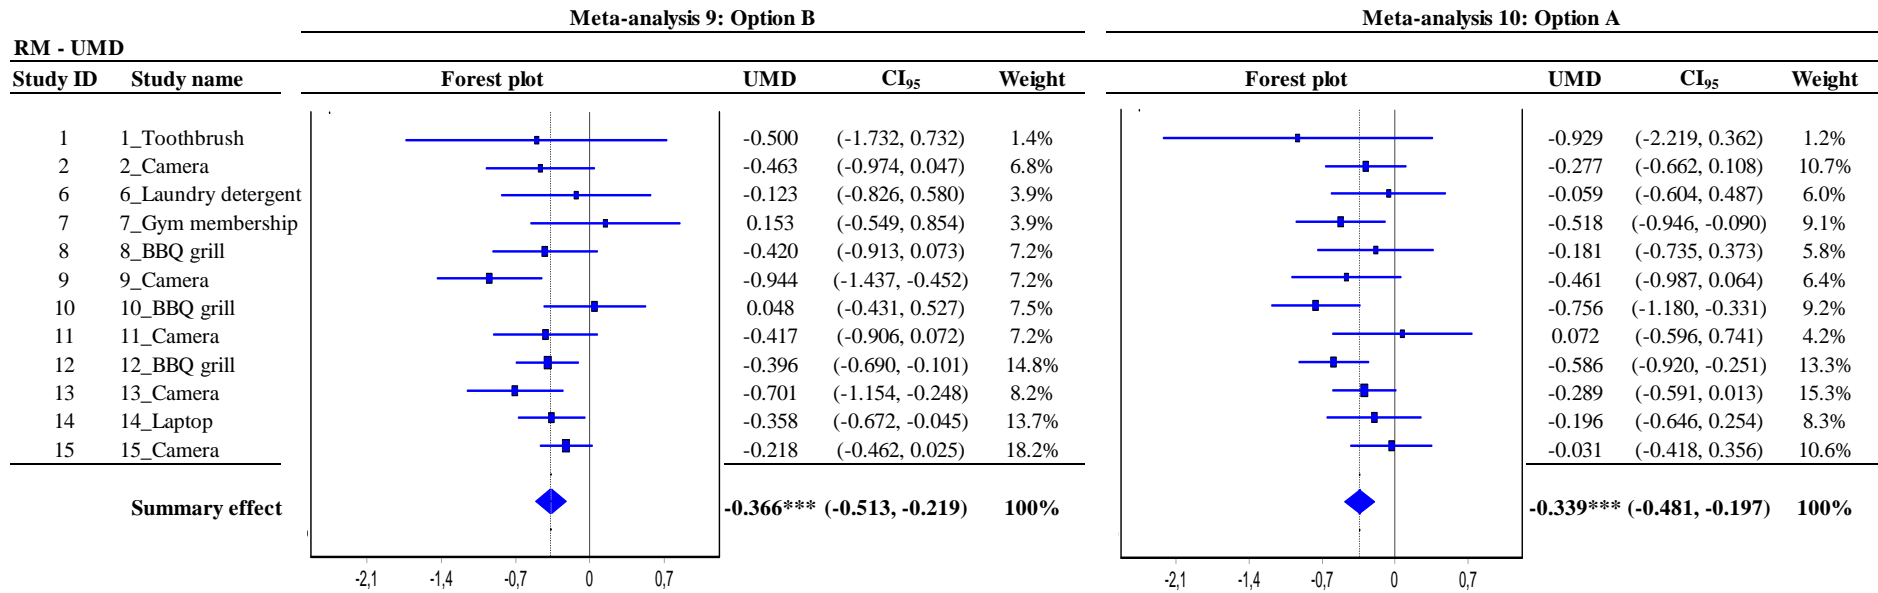 Meta-analysis 9: Option B Meta-analysis 10: Option A
RM - UMD
Study ID Study name Forest plot UMD CI95 Weight Forest plot UMD CI95 Weight
1 1_Toothbrush -0.500 (-1.732, 0.732) 1.4% -0.929 (-2.219, 0.362) 1.2%
2 2_Camera -0.463 (-0.974, 0.047) 6.8% -0.277 (-0.662, 0.108) 10.7%
6 6_Laundry detergent -0.123 (-0.826, 0.580) 3.9% -0.059 (-0.604, 0.487) 6.0%
7 7_Gym membership 0.153 (-0.549, 0.854) 3.9% -0.518 (-0.946, -0.090) 9.1%
8 8_BBQ grill -0.420 (-0.913, 0.073) 7.2% -0.181 (-0.735, 0.373) 5.8%
9 9_Camera -0.944 (-1.437, -0.452) 7.2% -0.461 (-0.987, 0.064) 6.4%
10 10_BBQ grill 0.048 (-0.431, 0.527) 7.5% -0.756 (-1.180, -0.331) 9.2%
11 11_Camera -0.417 (-0.906, 0.072) 7.2% 0.072 (-0.596, 0.741) 4.2%
12 12_BBQ grill -0.396 (-0.690, -0.101) 14.8% -0.586 (-0.920, -0.251) 13.3%
13 13_Camera -0.701 (-1.154, -0.248) 8.2% -0.289 (-0.591, 0.013) 15.3%
14 14_Laptop -0.358 (-0.672, -0.045) 13.7% -0.196 (-0.646, 0.254) 8.3%
15 15_Camera -0.218 (-0.462, 0.025) 18.2% -0.031 (-0.418, 0.356) 10.6%
Summary effect -0.366*** (-0.513, -0.219) 100% -0.339*** (-0.481, -0.197) 100%
-2,1 -1,4 -0,7 0 0,7 -2,1 -1,4 -0,7 0 0,7